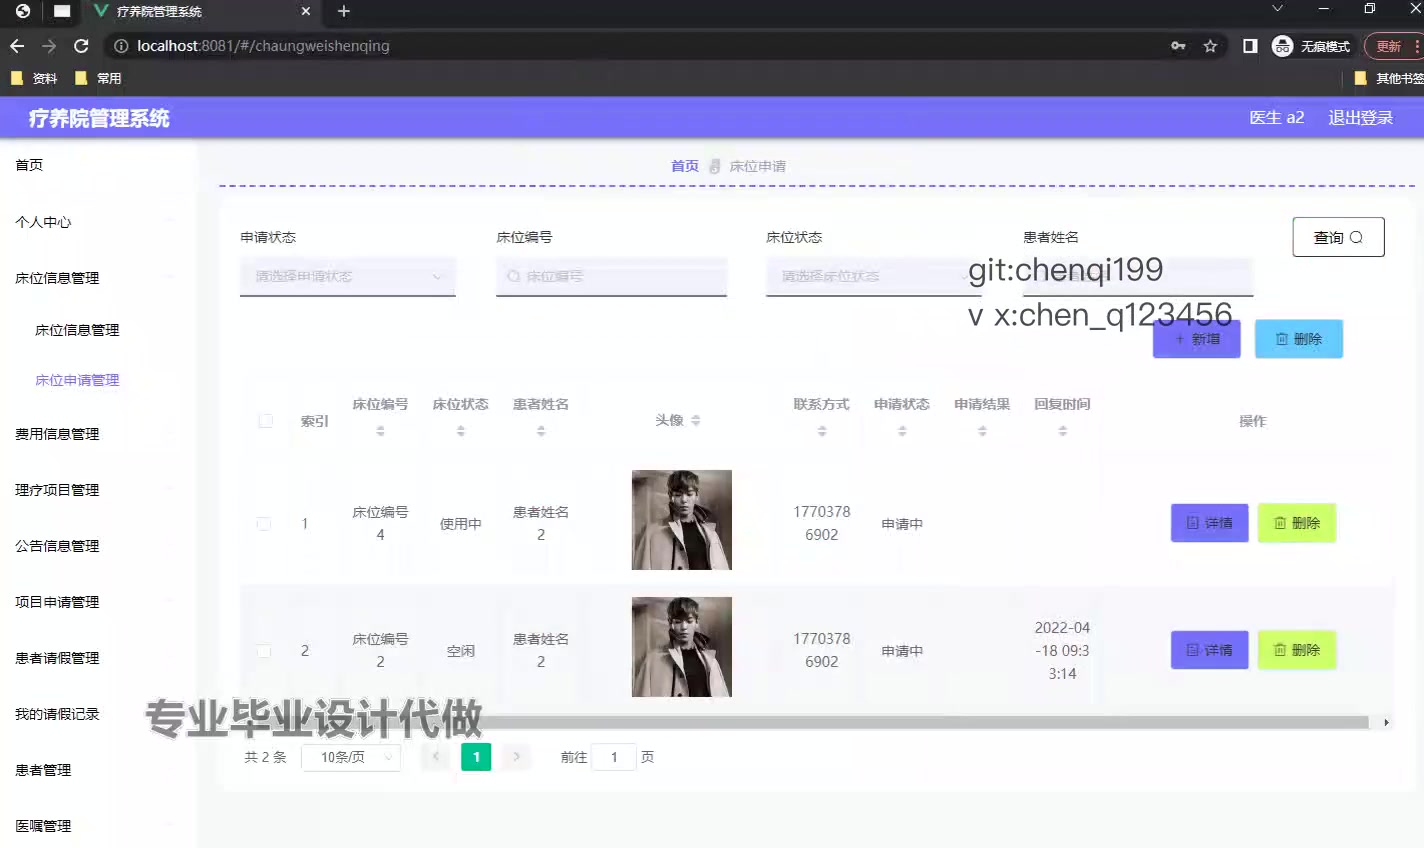 疗养院管理系统
localhost:8081/#/chaungweishenqing
无痕模式
更新
资料
常用
其他书签
疗养院管理系统
医生 a2
退出登录
首页
个人中心
床位信息管理
床位信息管理
床位申请管理
费用信息管理
理疗项目管理
公告信息管理
项目申请管理
患者请假管理
我的请假记录
患者管理
医嘱管理
首页 床位申请
申请状态
床位编号
床位状态
患者姓名
查询
请选择申请状态
床位编号
请选择床位状态
git:chenqi199
v x:chen_q123456
+ 新增
删除
索引
床位编号
床位状态
患者姓名
头像
联系方式
申请状态
申请结果
回复时间
操作
1
床位编号
4
使用中
患者姓名
2
1770378
6902
申请中
详情
删除
2
床位编号
2
空闲
患者姓名
2
1770378
6902
申请中
2022-04
-18 09:3
3:14
详情
删除
专业毕业设计代做
共 2 条
10条/页
1
前往 1 页